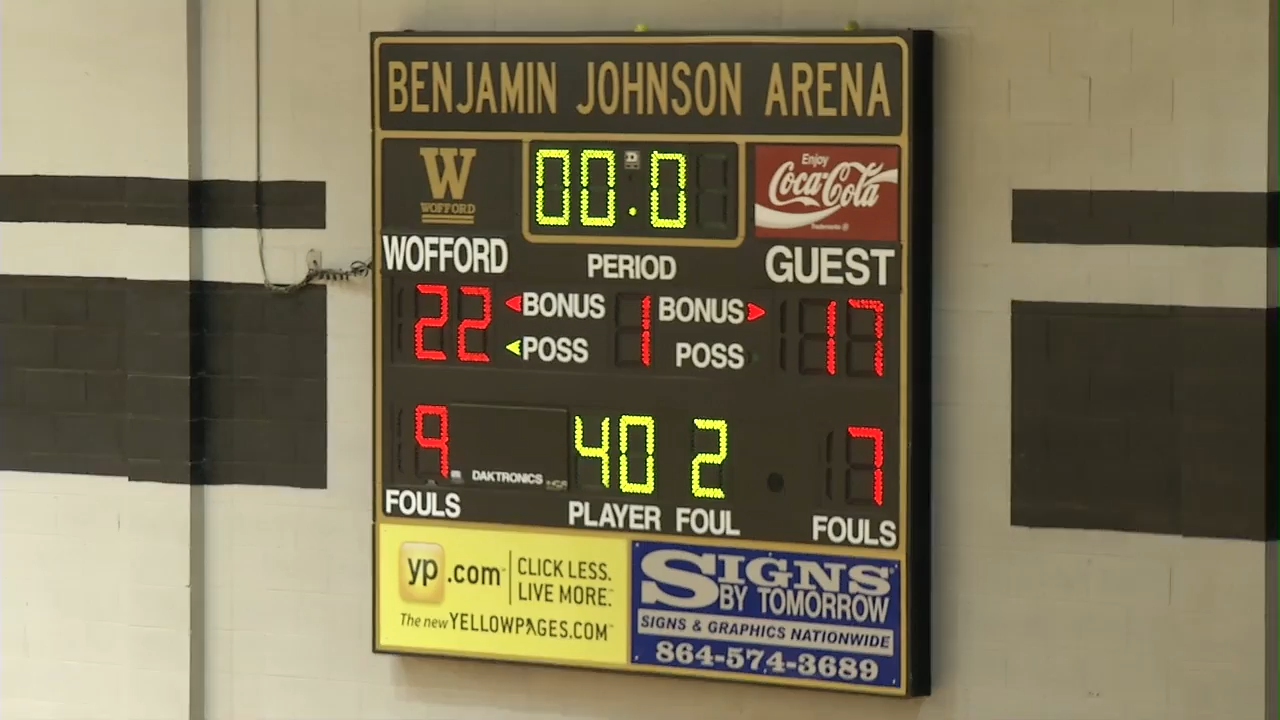 BENJAMIN JOHNSON ARENA
W
WOFFORD
00.0
D
Enjoy
Coca-Cola
Trademarks ®
WOFFORD
PERIOD
GUEST
22
BONUS
1
BONUS
17
POSS
POSS
9
DAKTRONICS
40
2
7
FOULS
PLAYER
FOUL
FOULS
yp.com
CLICK LESS.
LIVE MORE.
The new YELLOWPAGES.COM
SIGNS
BY TOMORROW
SIGNS & GRAPHICS NATIONWIDE
864-574-3689